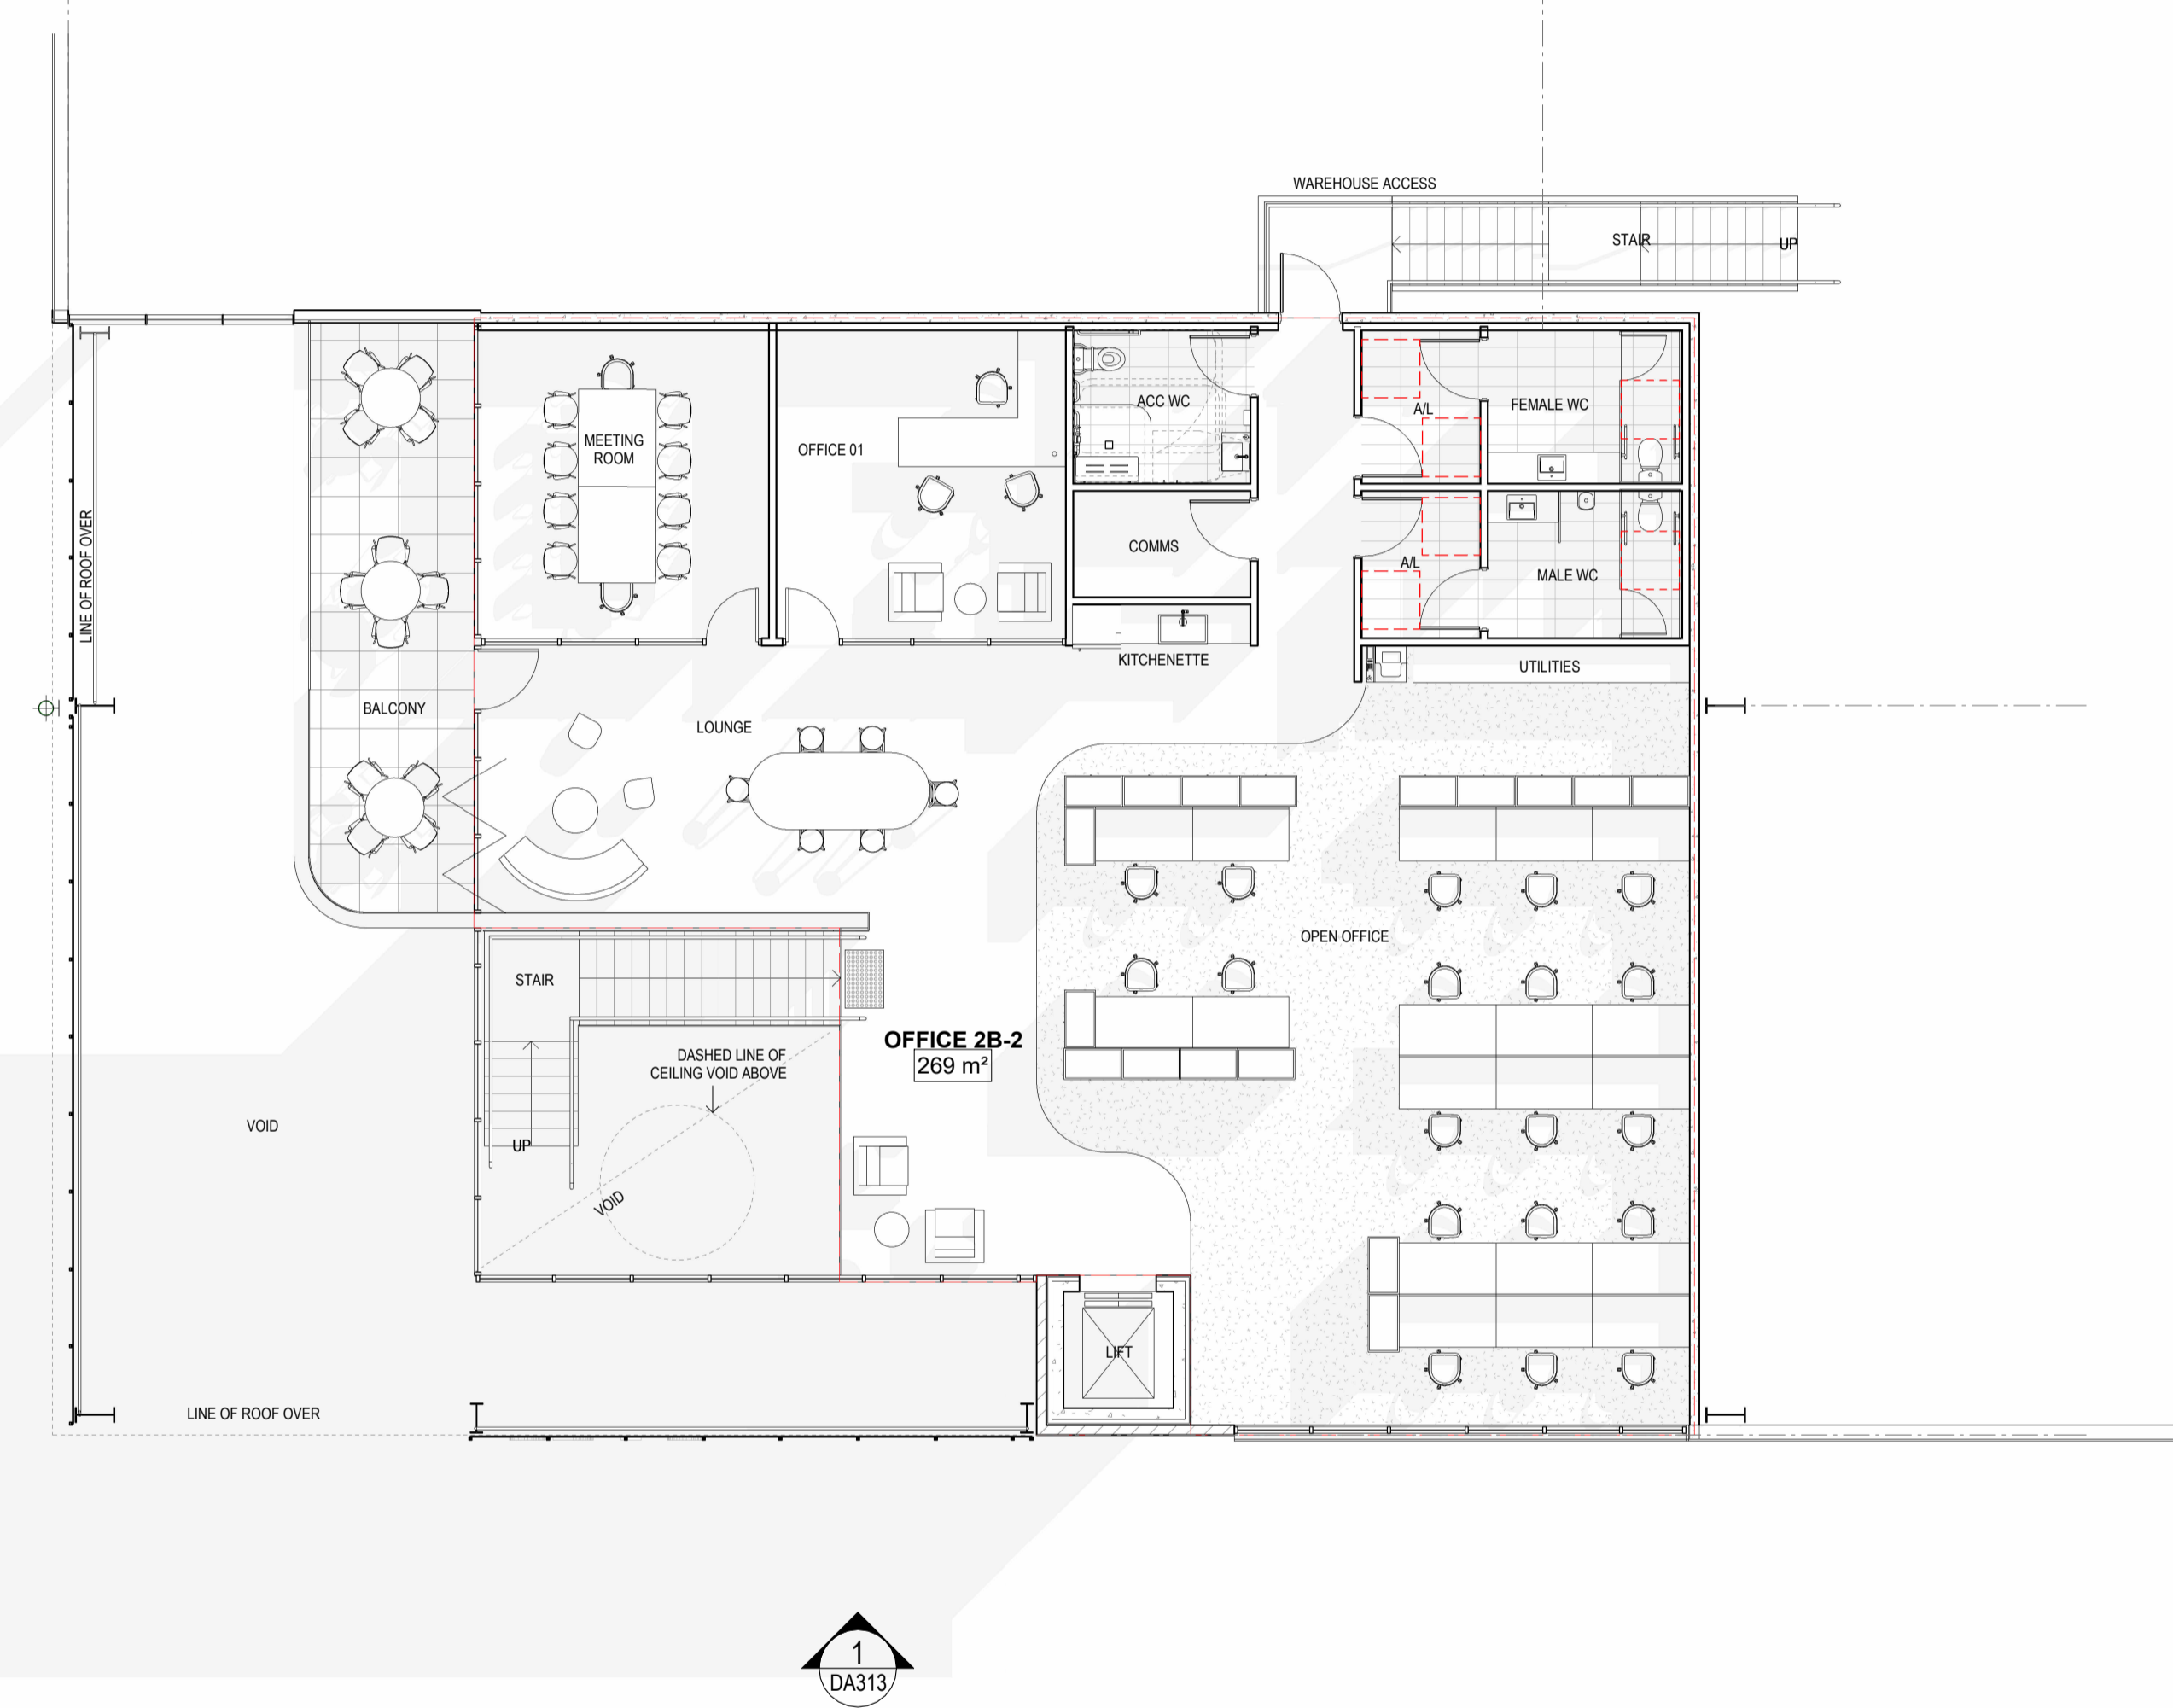 WAREHOUSE ACCESS
STAIR
UP
MEETING
ROOM
OFFICE 01
ACC WC
A/L
FEMALE WC
COMMS
A/L
MALE WC
LINE OF ROOF OVER
KITCHENETTE
UTILITIES
BALCONY
LOUNGE
OPEN OFFICE
STAIR
OFFICE 2B-2
269 m²
DASHED LINE OF
CEILING VOID ABOVE
VOID
UP
VOID
LIFT
LINE OF ROOF OVER
1
DA313